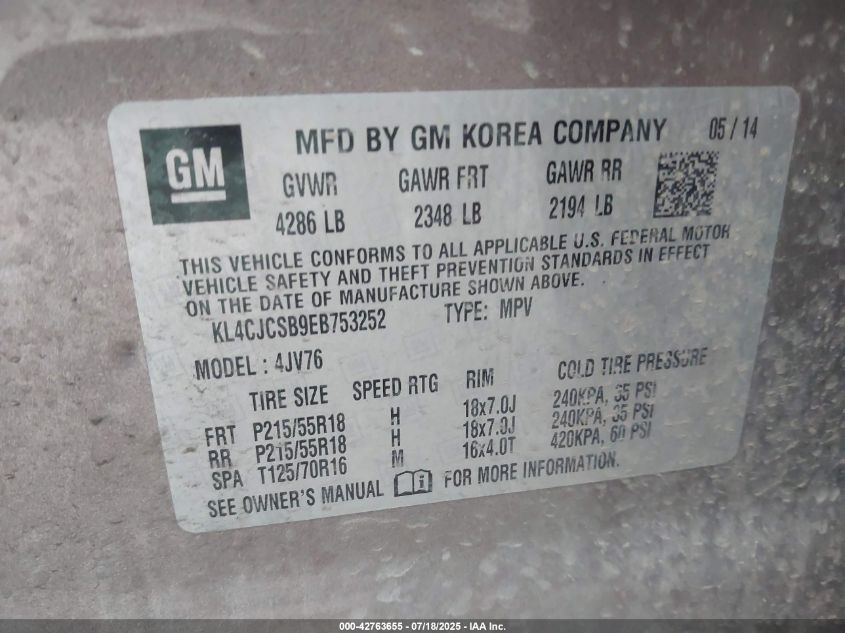 GM
MFD BY GM KOREA COMPANY 05 / 14
GVWR GAWR FRT GAWR RR
4286 LB 2348 LB 2194 LB
THIS VEHICLE CONFORMS TO ALL APPLICABLE U.S. FEDERAL MOTOR
VEHICLE SAFETY AND THEFT PREVENTION STANDARDS IN EFFECT
ON THE DATE OF MANUFACTURE SHOWN ABOVE.
KL4CJCSB9EB753252 TYPE: MPV
MODEL : 4JV76
TIRE SIZE SPEED RTG RIM COLD TIRE PRESSURE
FRT P215/55R18 H 18x7.0J 240KPA, 35 PSI
RR P215/55R18 H 18x7.0J 240KPA, 35 PSI
SPA T125/70R16 M 16x4.0T 420KPA, 60 PSI
SEE OWNER'S MANUAL i FOR MORE INFORMATION.
000-42763655 - 07/18/2025 - IAA Inc.